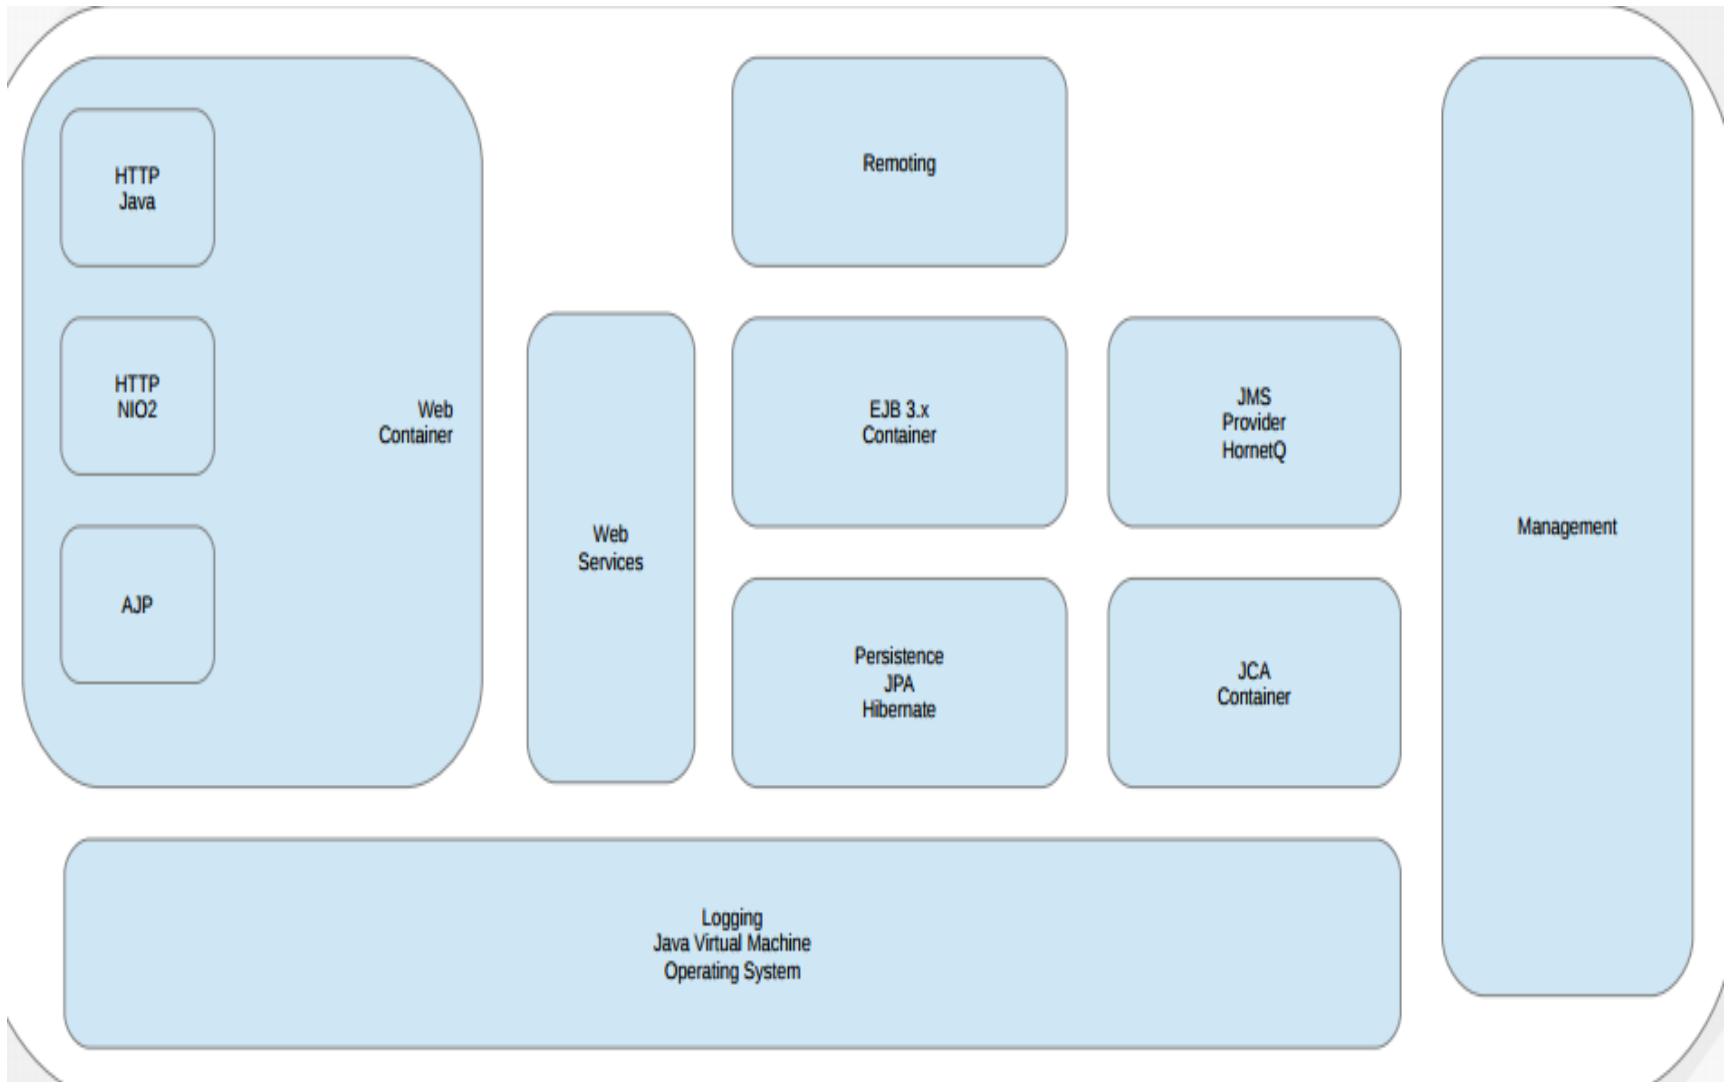 HTTP
Java
HTTP
NIO2
AJP
Web
Container
Web
Services
Remoting
EJB 3.x
Container
Persistence
JPA
Hibernate
JMS
Provider
HornetQ
JCA
Container
Management
Logging
Java Virtual Machine
Operating System